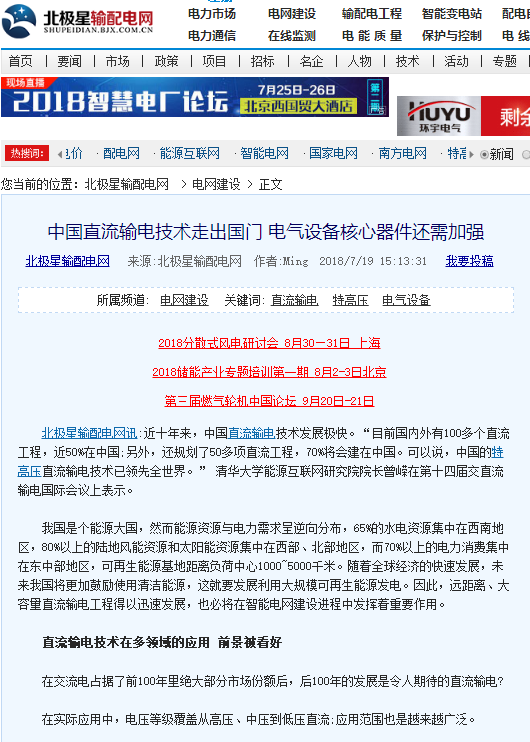 北极星输配电网
SHUPEIDIAN.BJX.COM.CN
电力市场 电网建设 输配电工程 智能变电站 配电自
电力通信 在线监测 电能质量 保护与控制 电线
首页 | 要闻 | 市场 | 政策 | 项目 | 招标 | 名企 | 人物 | 技术 | 活动 | 专题
现场直播
2018智慧电厂论坛
7月25-26日
北京西国贸大酒店
第二
广告
HUYU
环宇电气
剩余
热搜词:
价 · 配电网 · 能源互联网 · 智能电网 · 国家电网 · 南方电网 · 特高
新闻
您当前的位置：北极星输配电网 > 电网建设 > 正文
中国直流输电技术走出国门 电气设备核心器件还需加强
北极星输配电网 来源:北极星输配电网 作者:Ming 2018/7/19 15:13:31 我要投稿
所属频道: 电网建设 关键词: 直流输电 特高压 电气设备
2018分散式风电研讨会 8月30-31日 上海
2018储能产业专题培训第一期 8月2-3日北京
第三届燃气轮机中国论坛 9月20日-21日
北极星输配电网讯:近十年来，中国直流输电技术发展极快。“目前国内外有100多个直流
工程，近50%在中国;另外，还规划了50多项直流工程，70%将会建在中国。可以说，中国的特
高压直流输电技术已领先全世界。” 清华大学能源互联网研究院院长曾嵘在第十四届交直流
输电国际会议上表示。
我国是个能源大国，然而能源资源与电力需求呈逆向分布，65%的水电资源集中在西南地
区，80%以上的陆地风能资源和太阳能资源集中在西部、北部地区，而70%以上的电力消费集中
在东中部地区，可再生能源基地距离负荷中心1000~5000千米。随着全球经济的快速发展，未
来我国将更加鼓励使用清洁能源，这就要发展利用大规模可再生能源发电。因此，远距离、大
容量直流输电工程得以迅速发展，也必将在智能电网建设进程中发挥着重要作用。
直流输电技术在多领域的应用 前景被看好
在交流电占据了前100年里绝大部分市场份额后，后100年的发展是令人期待的直流输电?
在实际应用中，电压等级覆盖从高压、中压到低压直流;应用范围也是越来越广泛。